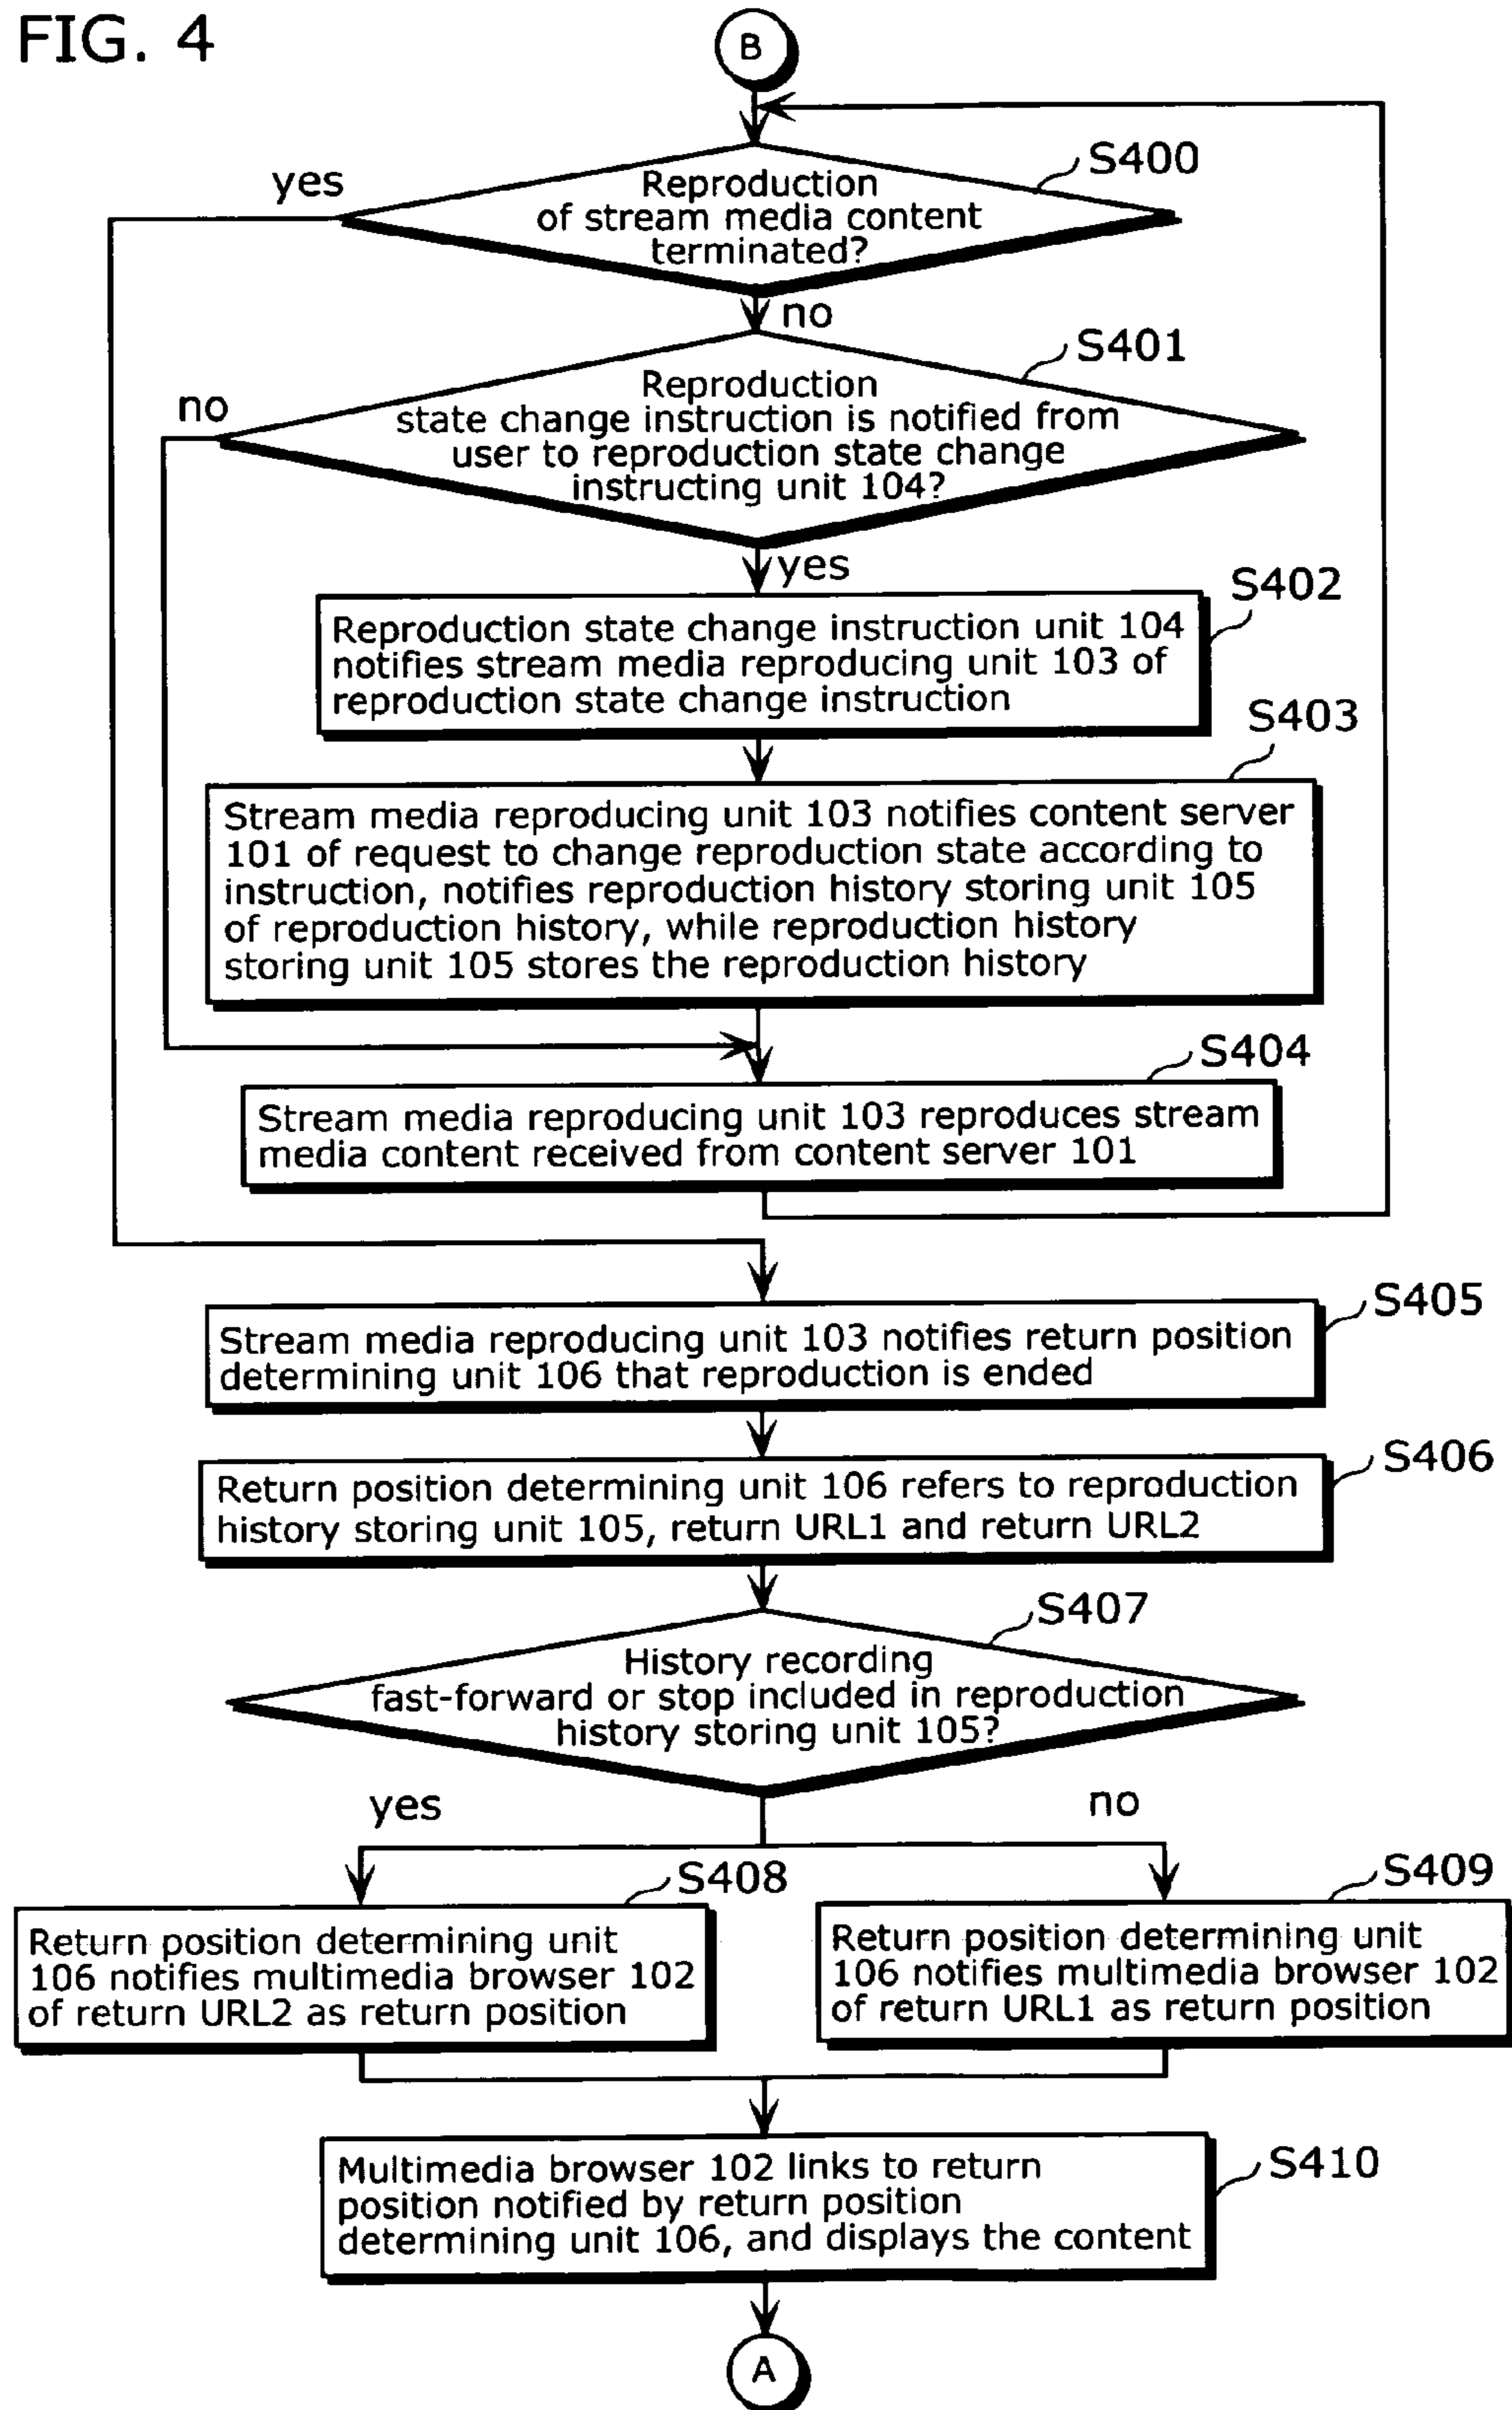 FIG. 4
B
S400
yes
Reproduction
of stream media content
terminated?
no
S401
no
Reproduction
state change instruction is notified from
user to reproduction state change
instructing unit 104?
yes
S402
Reproduction state change instruction unit 104
notifies stream media reproducing unit 103 of
reproduction state change instruction
S403
Stream media reproducing unit 103 notifies content server
101 of request to change reproduction state according to
instruction, notifies reproduction history storing unit 105
of reproduction history, while reproduction history
storing unit 105 stores the reproduction history
S404
Stream media reproducing unit 103 reproduces stream
media content received from content server 101
S405
Stream media reproducing unit 103 notifies return position
determining unit 106 that reproduction is ended
S406
Return position determining unit 106 refers to reproduction
history storing unit 105, return URL1 and return URL2
S407
History recording
fast-forward or stop included in reproduction
history storing unit 105?
yes
no
S408
Return position determining unit
106 notifies multimedia browser 102
of return URL2 as return position
S409
Return position determining unit
106 notifies multimedia browser 102
of return URL1 as return position
S410
Multimedia browser 102 links to return
position notified by return position
determining unit 106, and displays the content
A